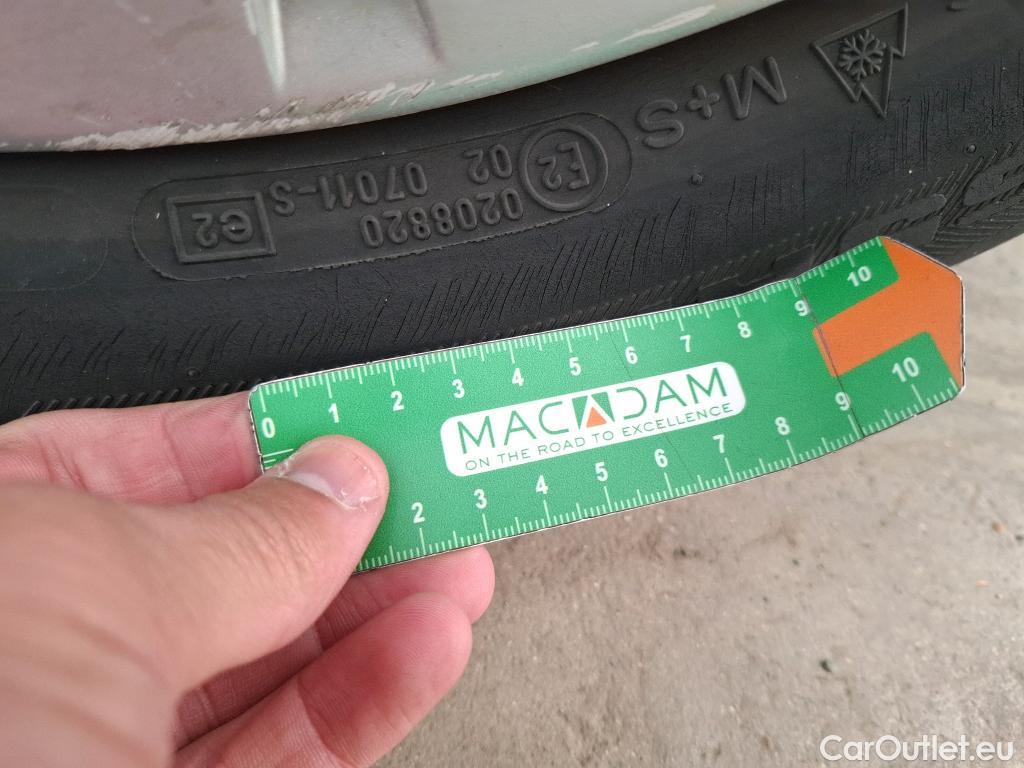 M+S
E2
02
07011-S
0208820
e2
0 1 2 3 4 5 6 7 8 9 10
MACADAM
ON THE ROAD TO EXCELLENCE
2 3 4 5 6 7 8 9 10
CarOutlet.eu